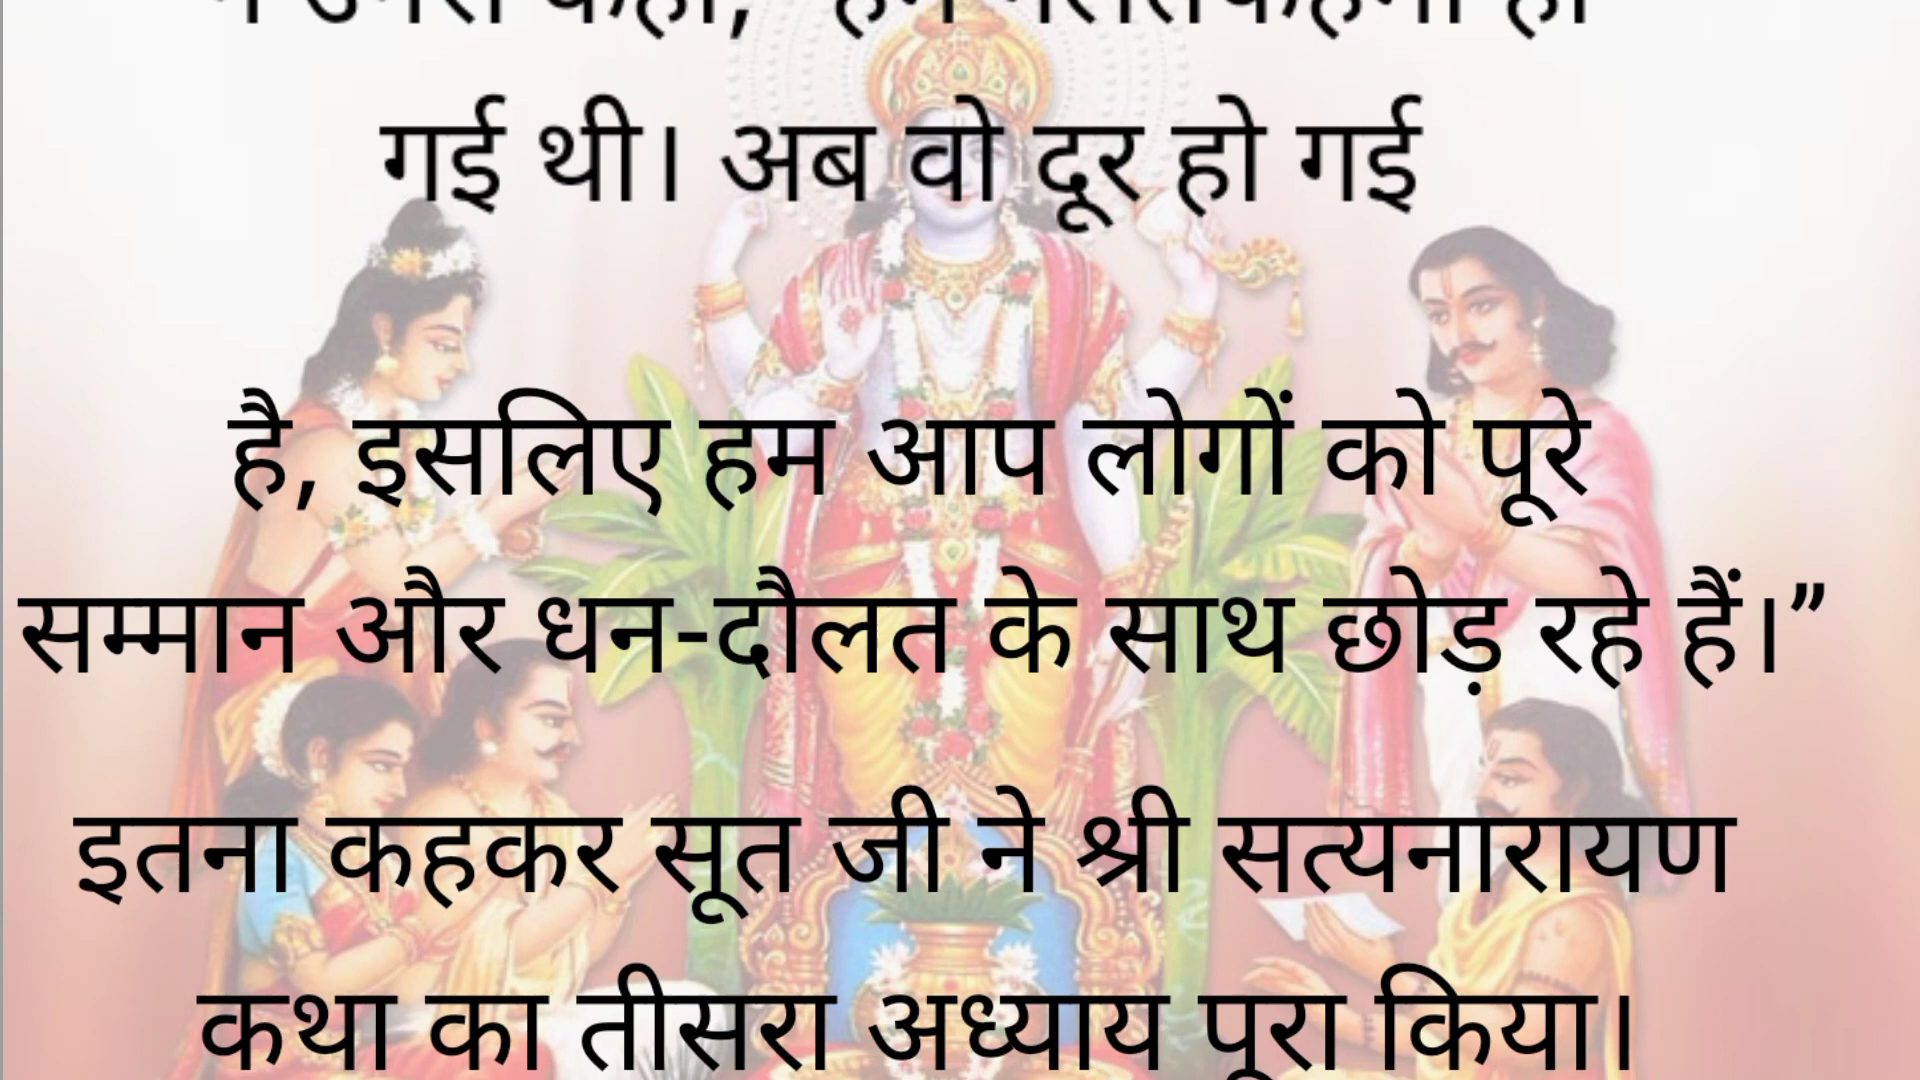 गई थी। अब वो दूर हो गई
है, इसलिए हम आप लोगों को पूरे
सम्मान और धन-दौलत के साथ छोड़ रहे हैं।”
इतना कहकर सूत जी ने श्री सत्यनारायण
कथा का तीसरा अध्याय पूरा किया।